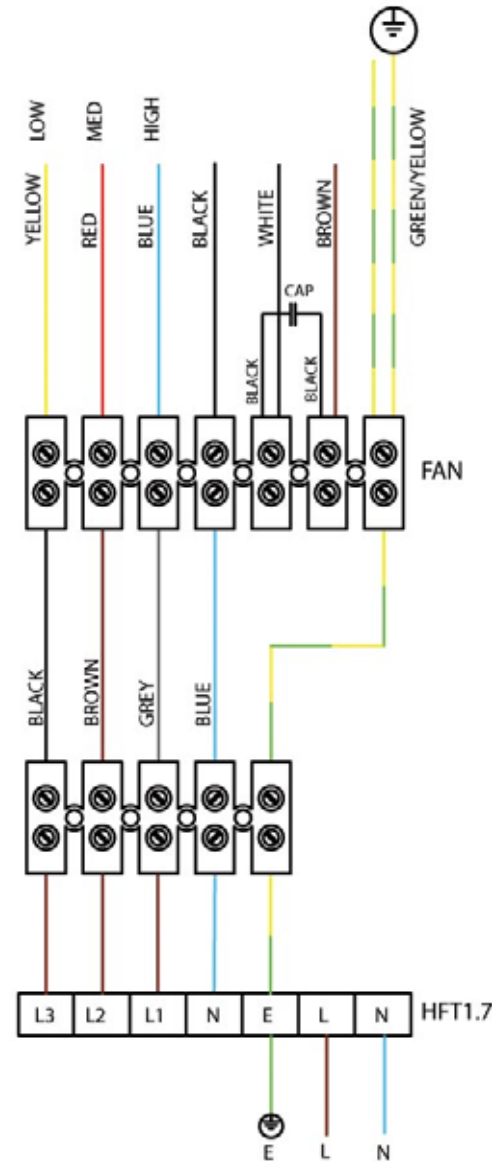 LOW
MED
HIGH
YELLOW
RED
BLUE
BLACK
WHITE
BROWN
GREEN/YELLOW
CAP
BLACK
BLACK
FAN
BLACK
BROWN
GREY
BLUE
L3 L2 L1 N E L N HFT1.7
E L N